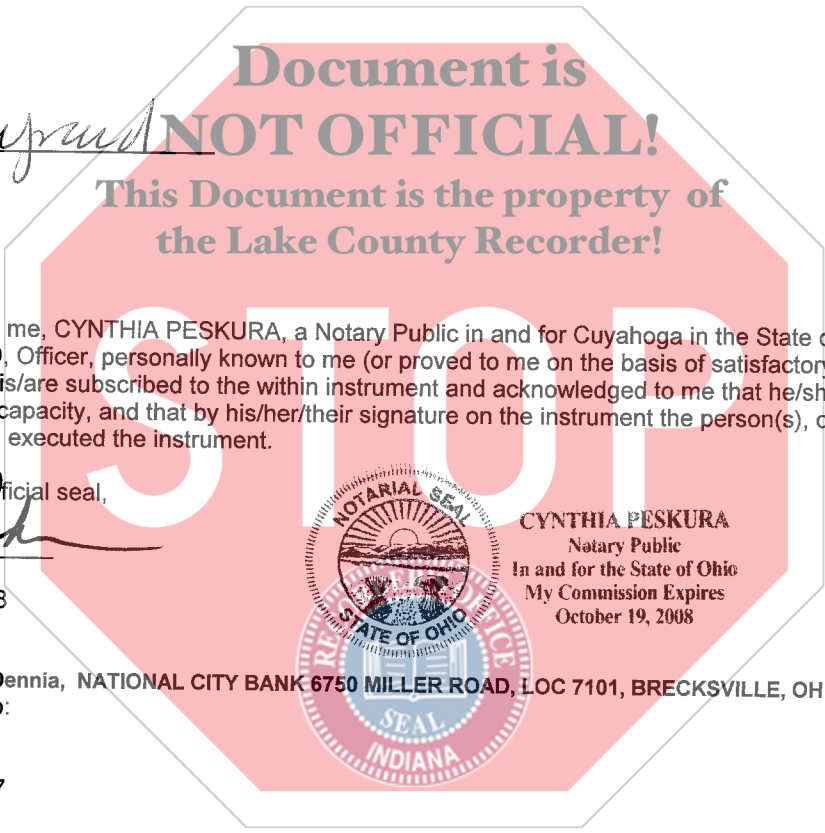 Document is
NOT OFFICIAL!
This Document is the property of
the Lake County Recorder!
STOP
me, CYNTHIA PESKURA, a Notary Public in and for Cuyahoga in the State
, Officer, personally known to me (or proved to me on the basis of satisfactory
is/are subscribed to the within instrument and acknowledged to me that he/sh
capacity, and that by his/her/their signature on the instrument the person(s),
executed the instrument.
ficial seal,
NOTARIAL SEAL
STATE OF OHIO
CYNTHIA PESKURA
Notary Public
In and for the State of Ohio
My Commission Expires
October 19, 2008
ennia, NATIONAL CITY BANK 6750 MILLER ROAD, LOC 7101, BRECKSVILLE, OH
SEAL
INDIANA